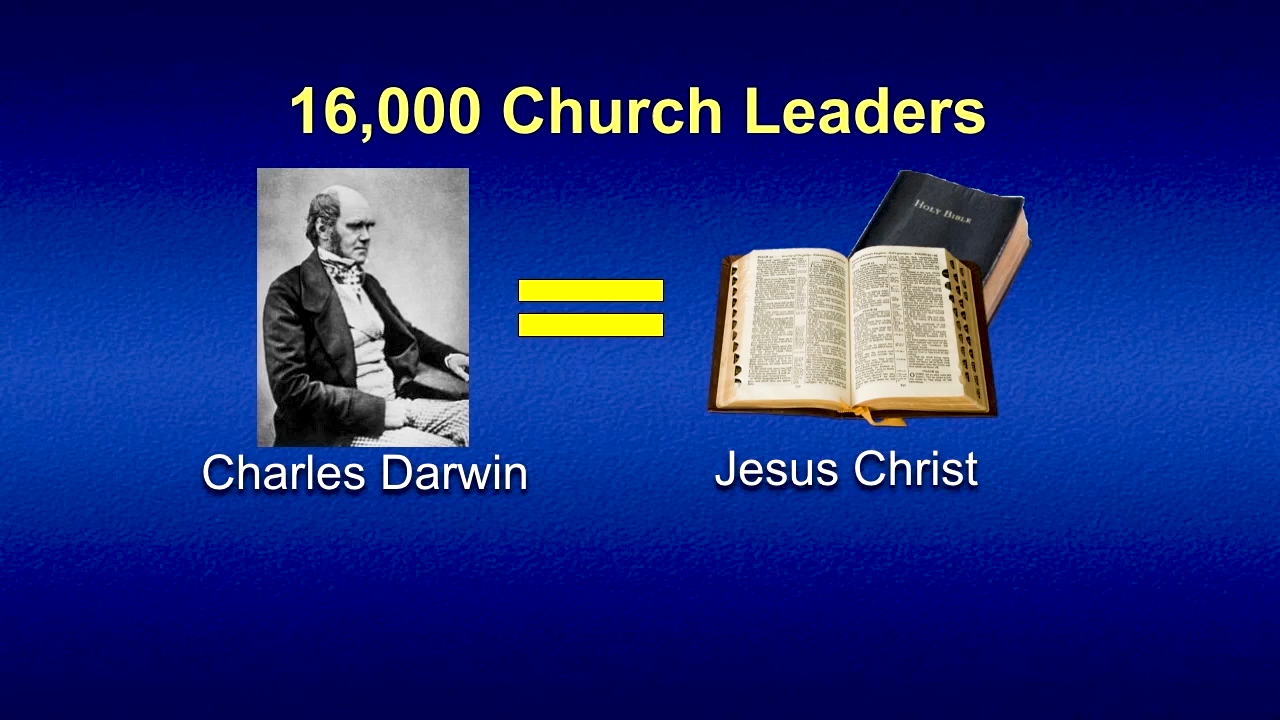 16,000 Church Leaders
HOLY BIBLE
Charles Darwin
Jesus Christ